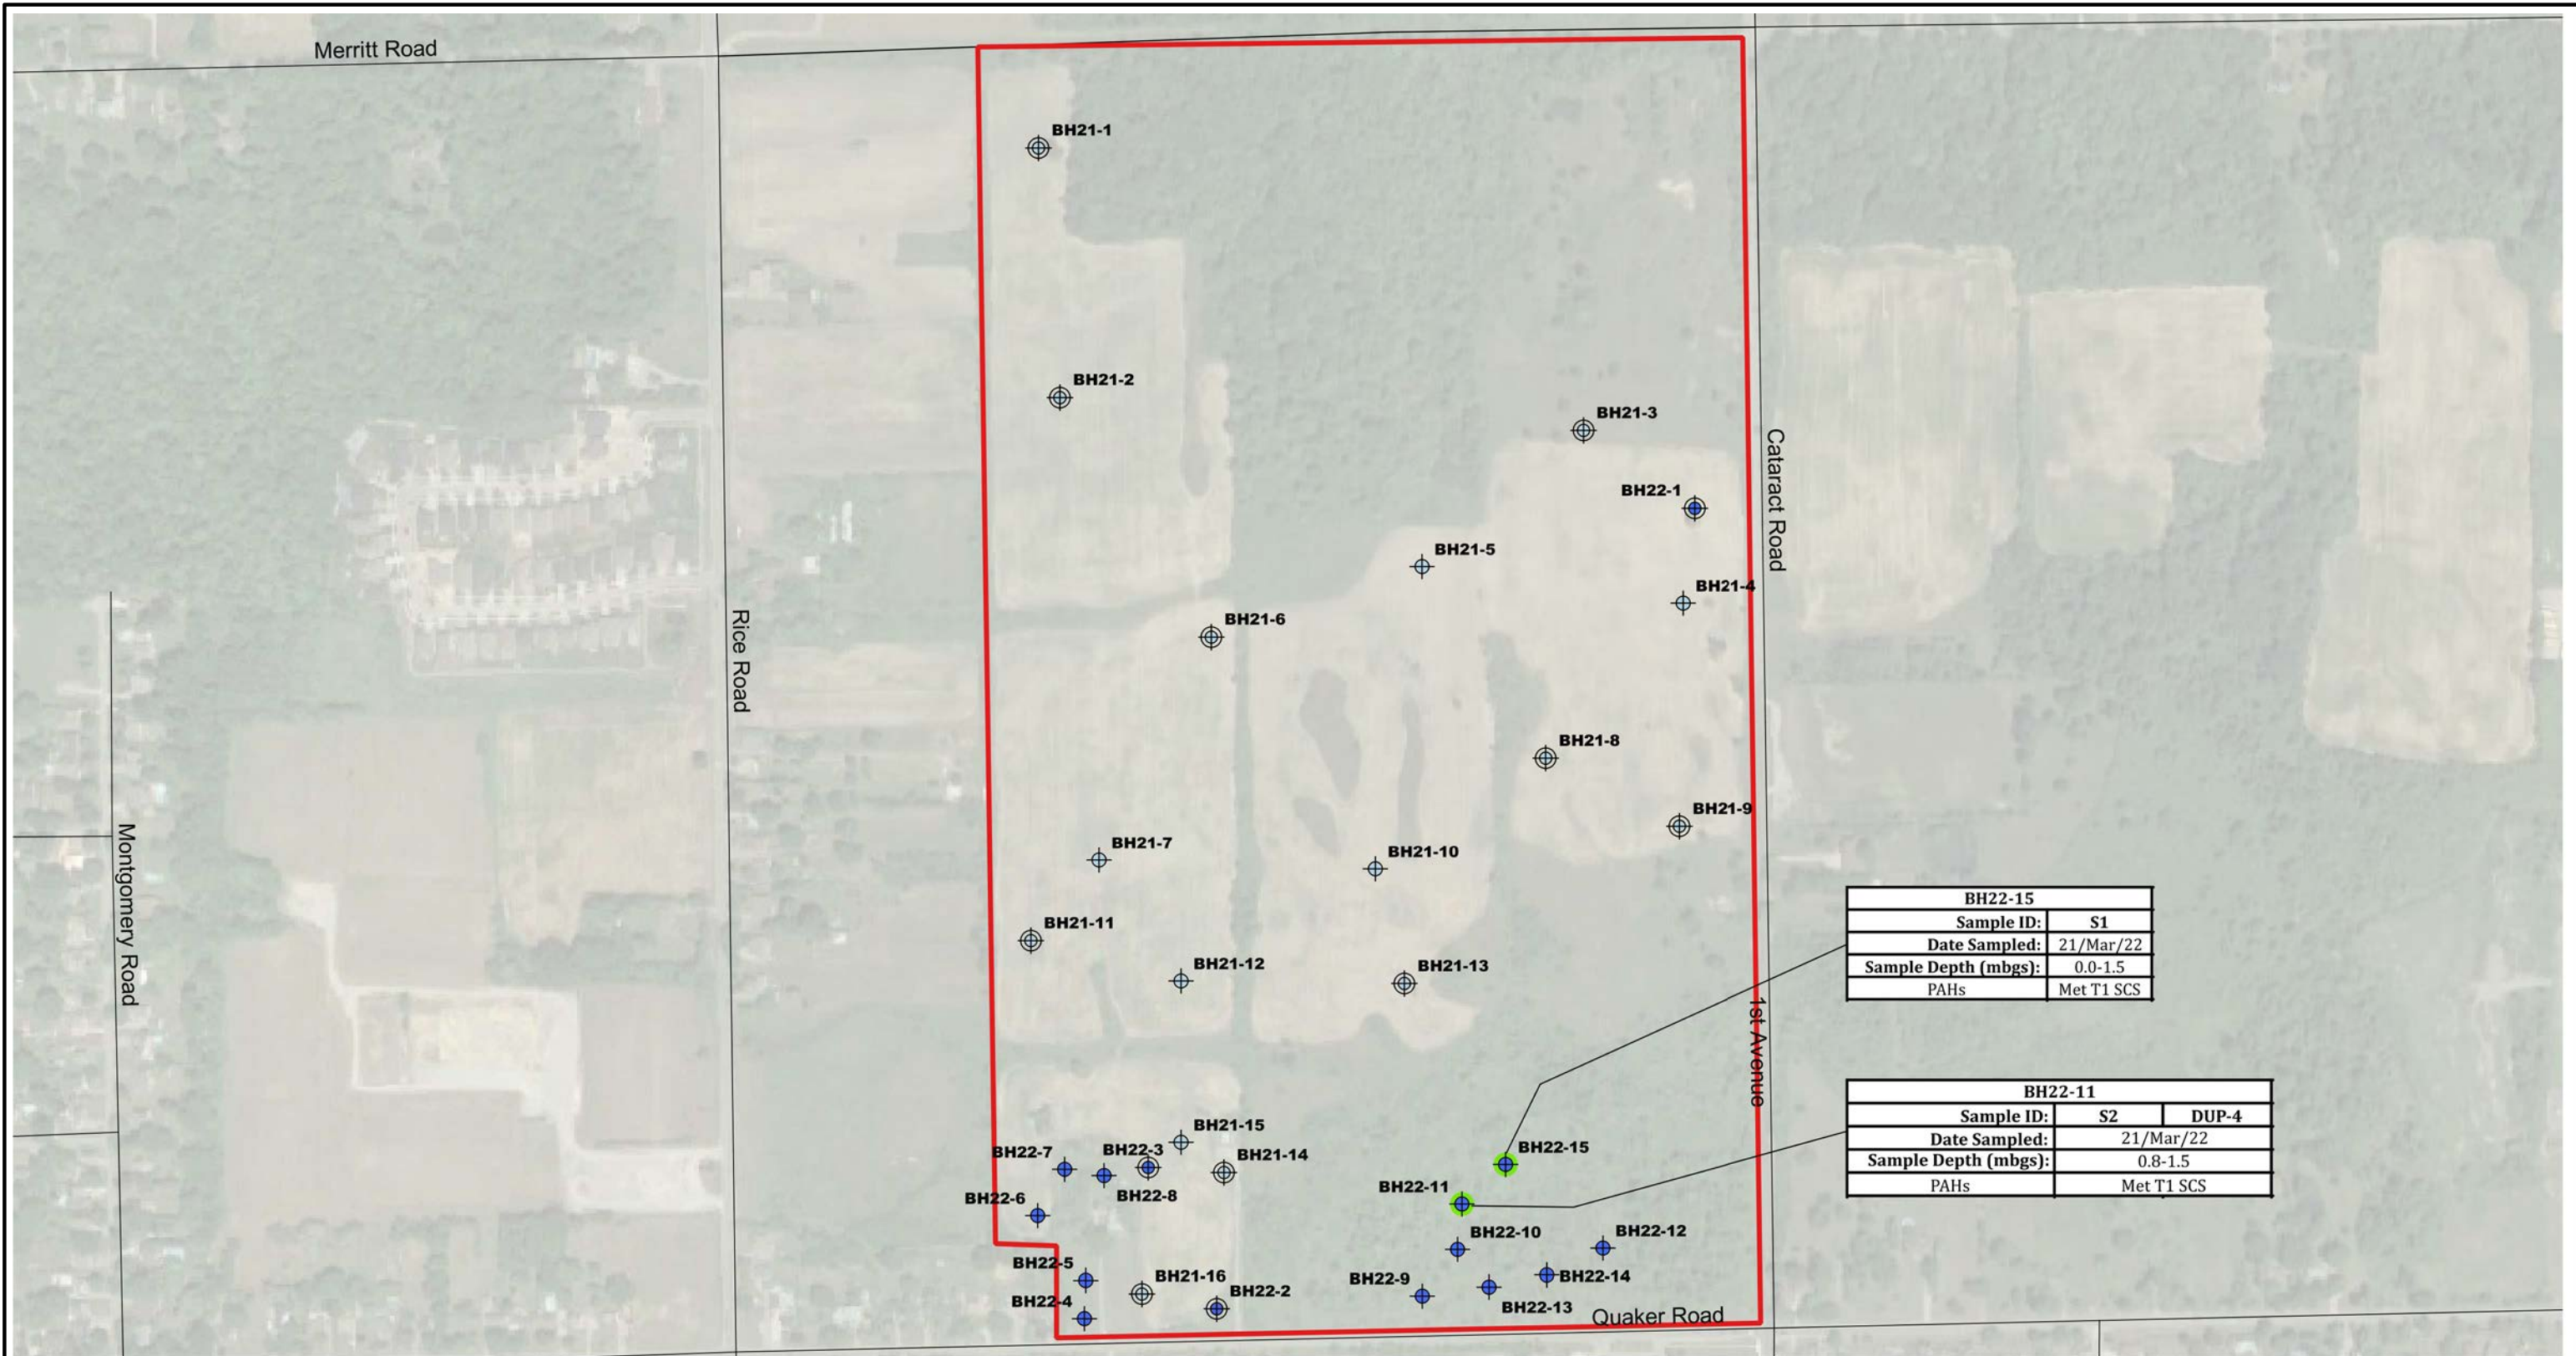 Merritt Road
BH21-1
BH21-2
BH21-3
Cataract Road
BH22-1
BH21-5
BH21-4
Rice Road
BH21-6
BH21-8
BH21-9
Montgomery Road
BH21-7
BH21-10
BH22-15
Sample ID: S1
Date Sampled: 21/Mar/22
Sample Depth (mbgs): 0.0-1.5
PAHs Met T1 SCS
BH21-11
BH21-12
BH21-13
1st Avenue
BH22-11
Sample ID: S2 DUP-4
Date Sampled: 21/Mar/22
Sample Depth (mbgs): 0.8-1.5
PAHs Met T1 SCS
BH21-15
BH22-7
BH22-3
BH21-14
BH22-15
BH22-8
BH22-6
BH22-11
BH22-10
BH22-12
BH22-5
BH21-16
BH22-9
BH22-14
BH22-4
BH22-2
BH22-13
Quaker Road